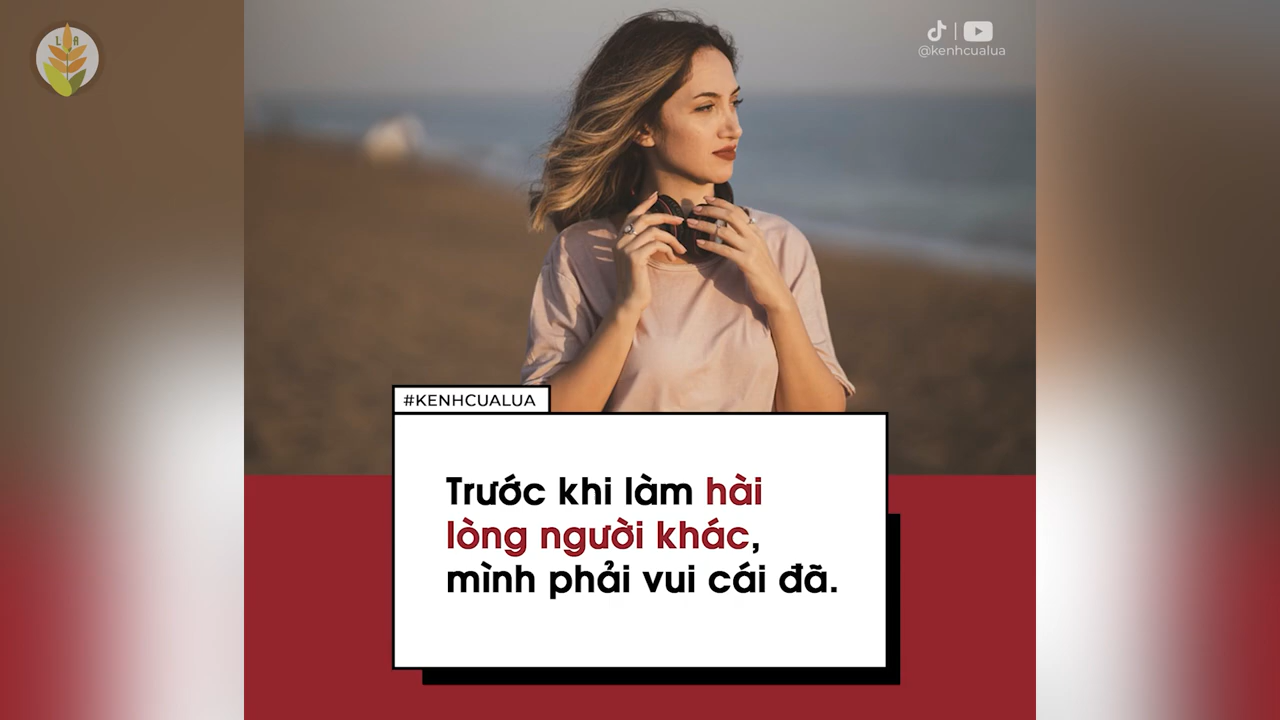 L A
@kenhcualua
#KENHCUALUA
Trước khi làm hài
lòng người khác,
mình phải vui cái đã.